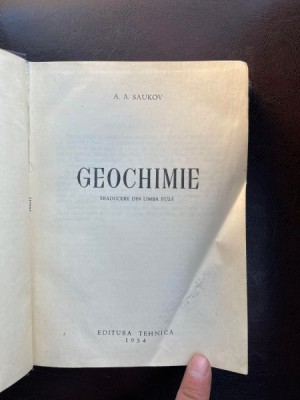 A. A. SAUKOV
GEOCHIMIE
TRADUCERE DIN LIMBA RUSĂ
EDITURA TEHNICĂ
1954